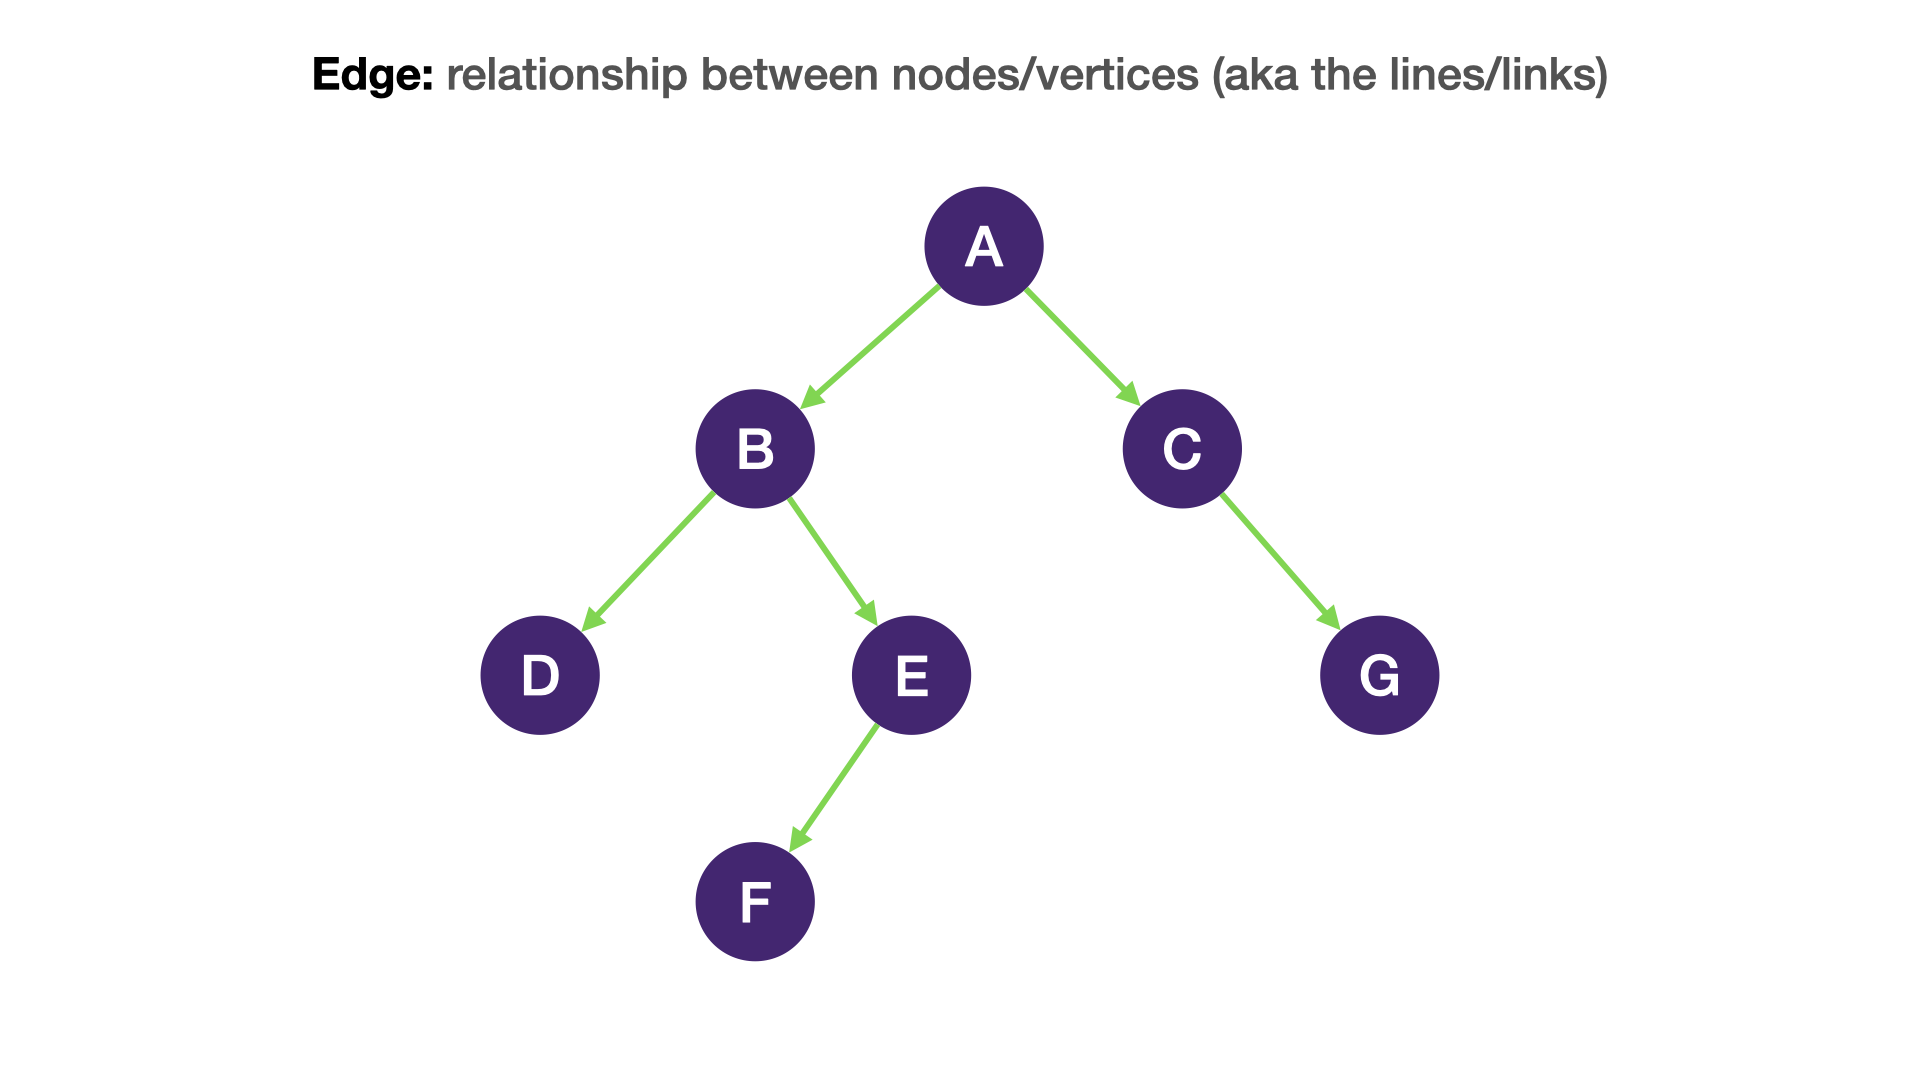 Edge: relationship between nodes/vertices (aka the lines/links)
A
B
C
D
E
G
F